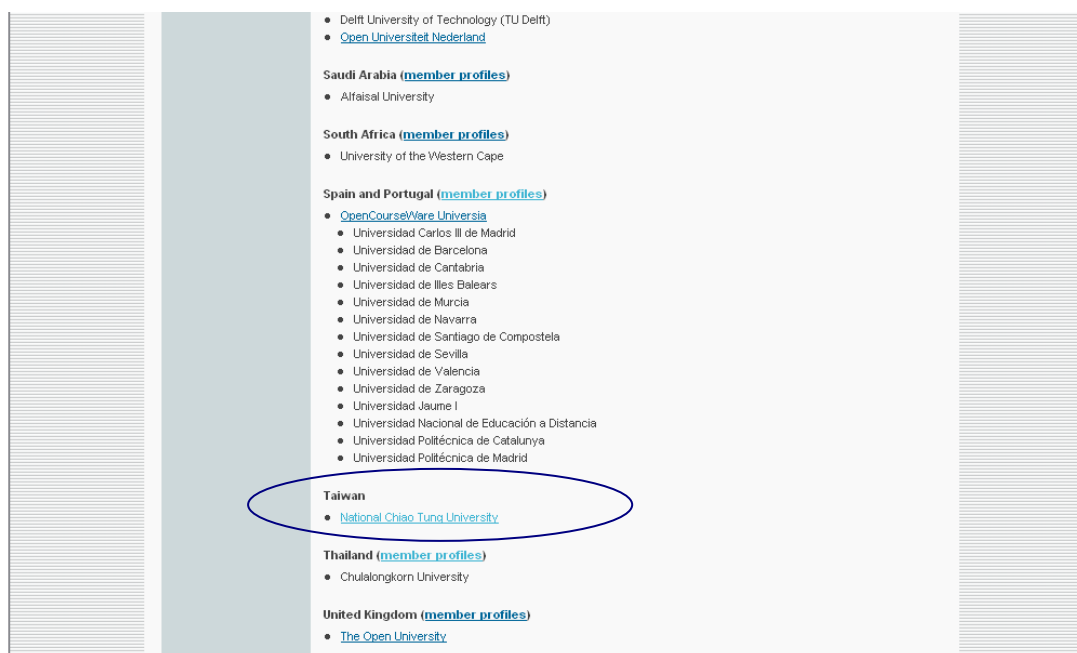 Delft University of Technology (TU Delft)
Open Universiteit Nederland
Saudi Arabia (member profiles)
Alfaisal University
South Africa (member profiles)
University of the Western Cape
Spain and Portugal (member profiles)
OpenCourseWare Universia
Universidad Carlos III de Madrid
Universidad de Barcelona
Universidad de Cantabria
Universidad de Illes Balears
Universidad de Murcia
Universidad de Navarra
Universidad de Santiago de Compostela
Universidad de Sevilla
Universidad de Valencia
Universidad de Zaragoza
Universidad Jaume I
Universidad Nacional de Educación a Distancia
Universidad Politécnica de Catalunya
Universidad Politécnica de Madrid
Taiwan
National Chiao Tung University
Thailand (member profiles)
Chulalongkorn University
United Kingdom (member profiles)
The Open University